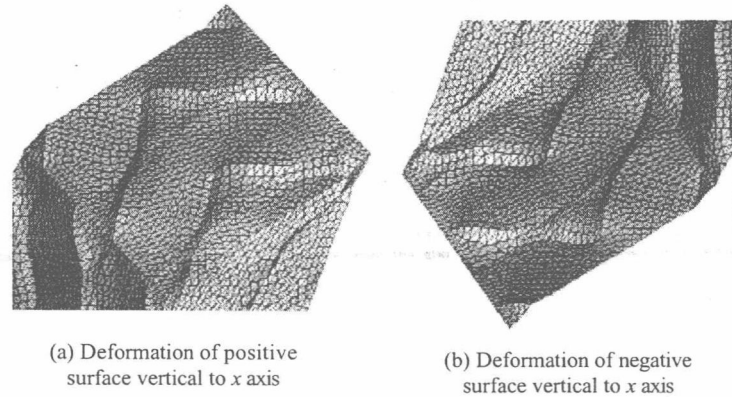 (a) Deformation of positive
surface vertical to x axis
(b) Deformation of negative
surface vertical to x axis